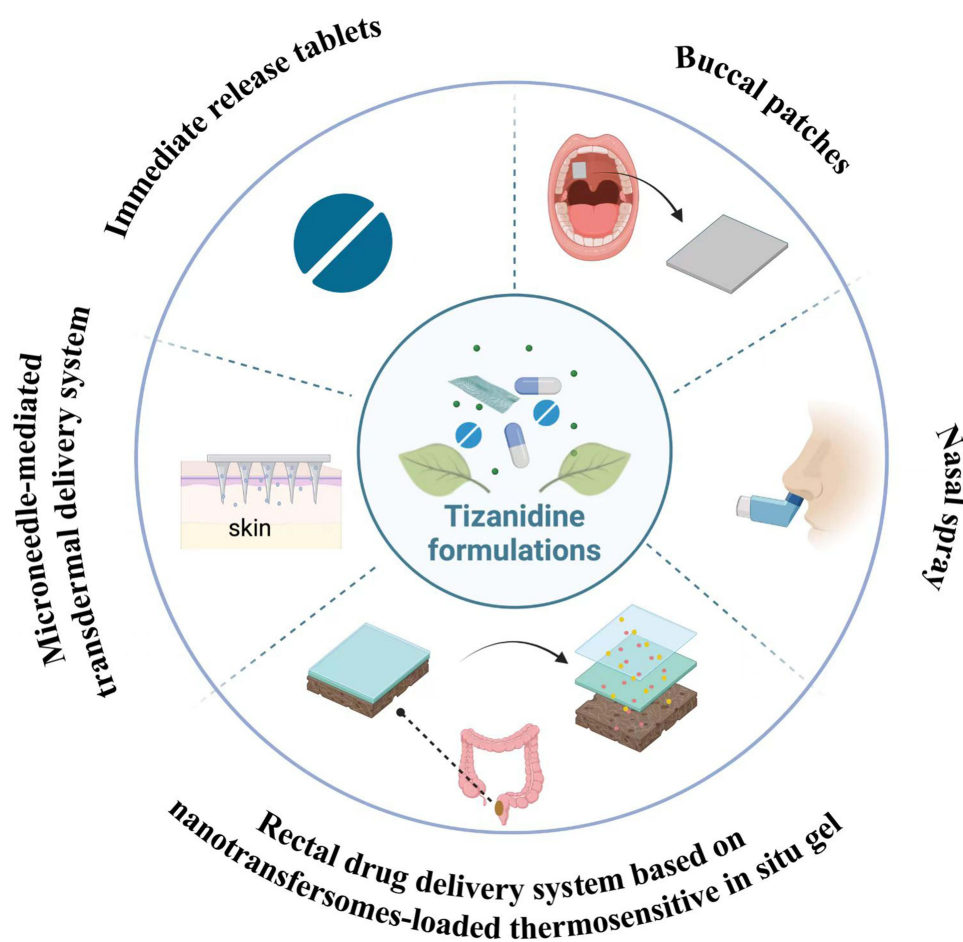 Immediate release tablets
Buccal patches
Nasal spray
Rectal drug delivery system based on
nanotransfersomes-loaded thermosensitive in situ gel
Microneedle-mediated
transdermal delivery system
skin
Tizanidine
formulations